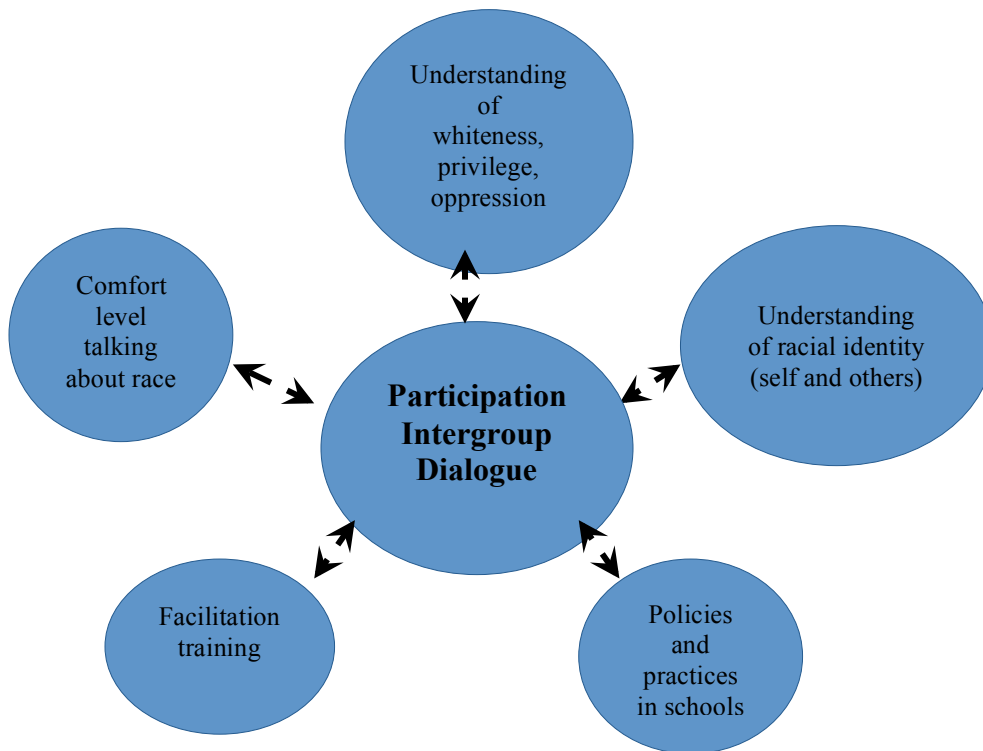 Understanding
of
whiteness,
privilege,
oppression
Comfort
level
talking
about race
Understanding
of racial identity
(self and others)
Participation
Intergroup
Dialogue
Facilitation
training
Policies
and
practices
in schools